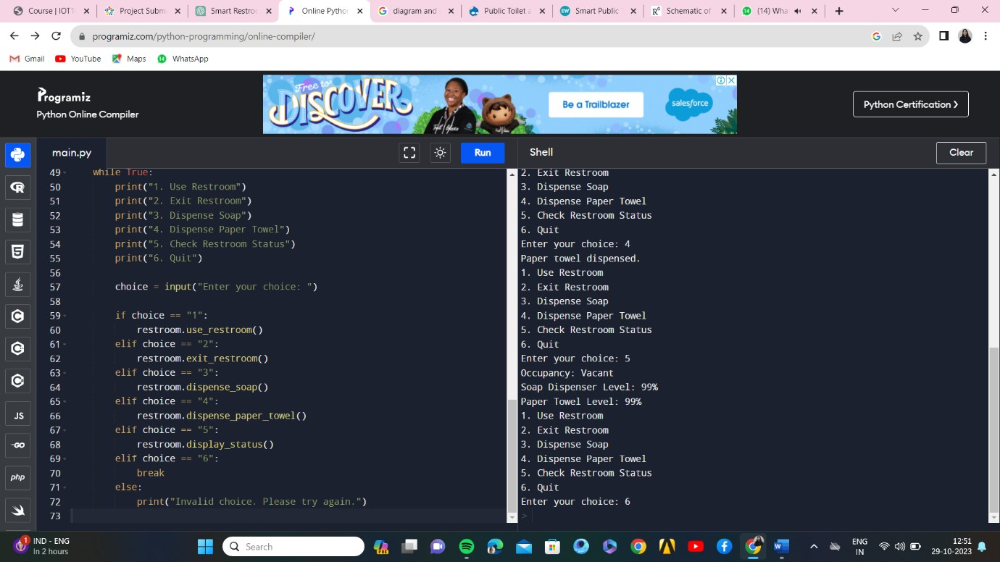 Course | IOT1
Project Subm
Smart Restroo
Online Python
diagram and
Public Toilet a
Smart Public
Schematic of
(14) Wha
programiz.com/python-programming/online-compiler/
Gmail
YouTube
Maps
WhatsApp
Programiz
Python Online Compiler
Free to
DISCOVER
Be a Trailblazer
salesforce
Python Certification >
main.py
Run
Shell
Clear
49 while True:
50 print("1. Use Restroom")
51 print("2. Exit Restroom")
52 print("3. Dispense Soap")
53 print("4. Dispense Paper Towel")
54 print("5. Check Restroom Status")
55 print("6. Quit")
56
57 choice = input("Enter your choice: ")
58
59 if choice == "1":
60 restroom.use_restroom()
61 elif choice == "2":
62 restroom.exit_restroom()
63 elif choice == "3":
64 restroom.dispense_soap()
65 elif choice == "4":
66 restroom.dispense_paper_towel()
67 elif choice == "5":
68 restroom.display_status()
69 elif choice == "6":
70 break
71 else:
72 print("Invalid choice. Please try again.")
73
2. Exit Restroom
3. Dispense Soap
4. Dispense Paper Towel
5. Check Restroom Status
6. Quit
Enter your choice: 4
Paper towel dispensed.
1. Use Restroom
2. Exit Restroom
3. Dispense Soap
4. Dispense Paper Towel
5. Check Restroom Status
6. Quit
Enter your choice: 5
Occupancy: Vacant
Soap Dispenser Level: 99%
Paper Towel Level: 99%
1. Use Restroom
2. Exit Restroom
3. Dispense Soap
4. Dispense Paper Towel
5. Check Restroom Status
6. Quit
Enter your choice: 6
>
JS
GO
php
1
IND - ENG
In 2 hours
Search
PRE
ENG
IN
12:51
29-10-2023